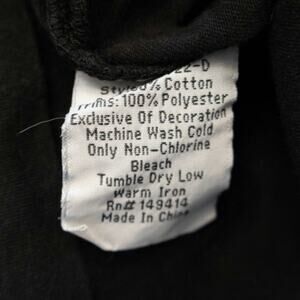 22-D
% Cotton
100% Polyester
Exclusive Of Decoration
Machine Wash Cold
Only Non-Chlorine
Bleach
Tumble Dry Low
Warm Iron
Rn# 149414
Made In China